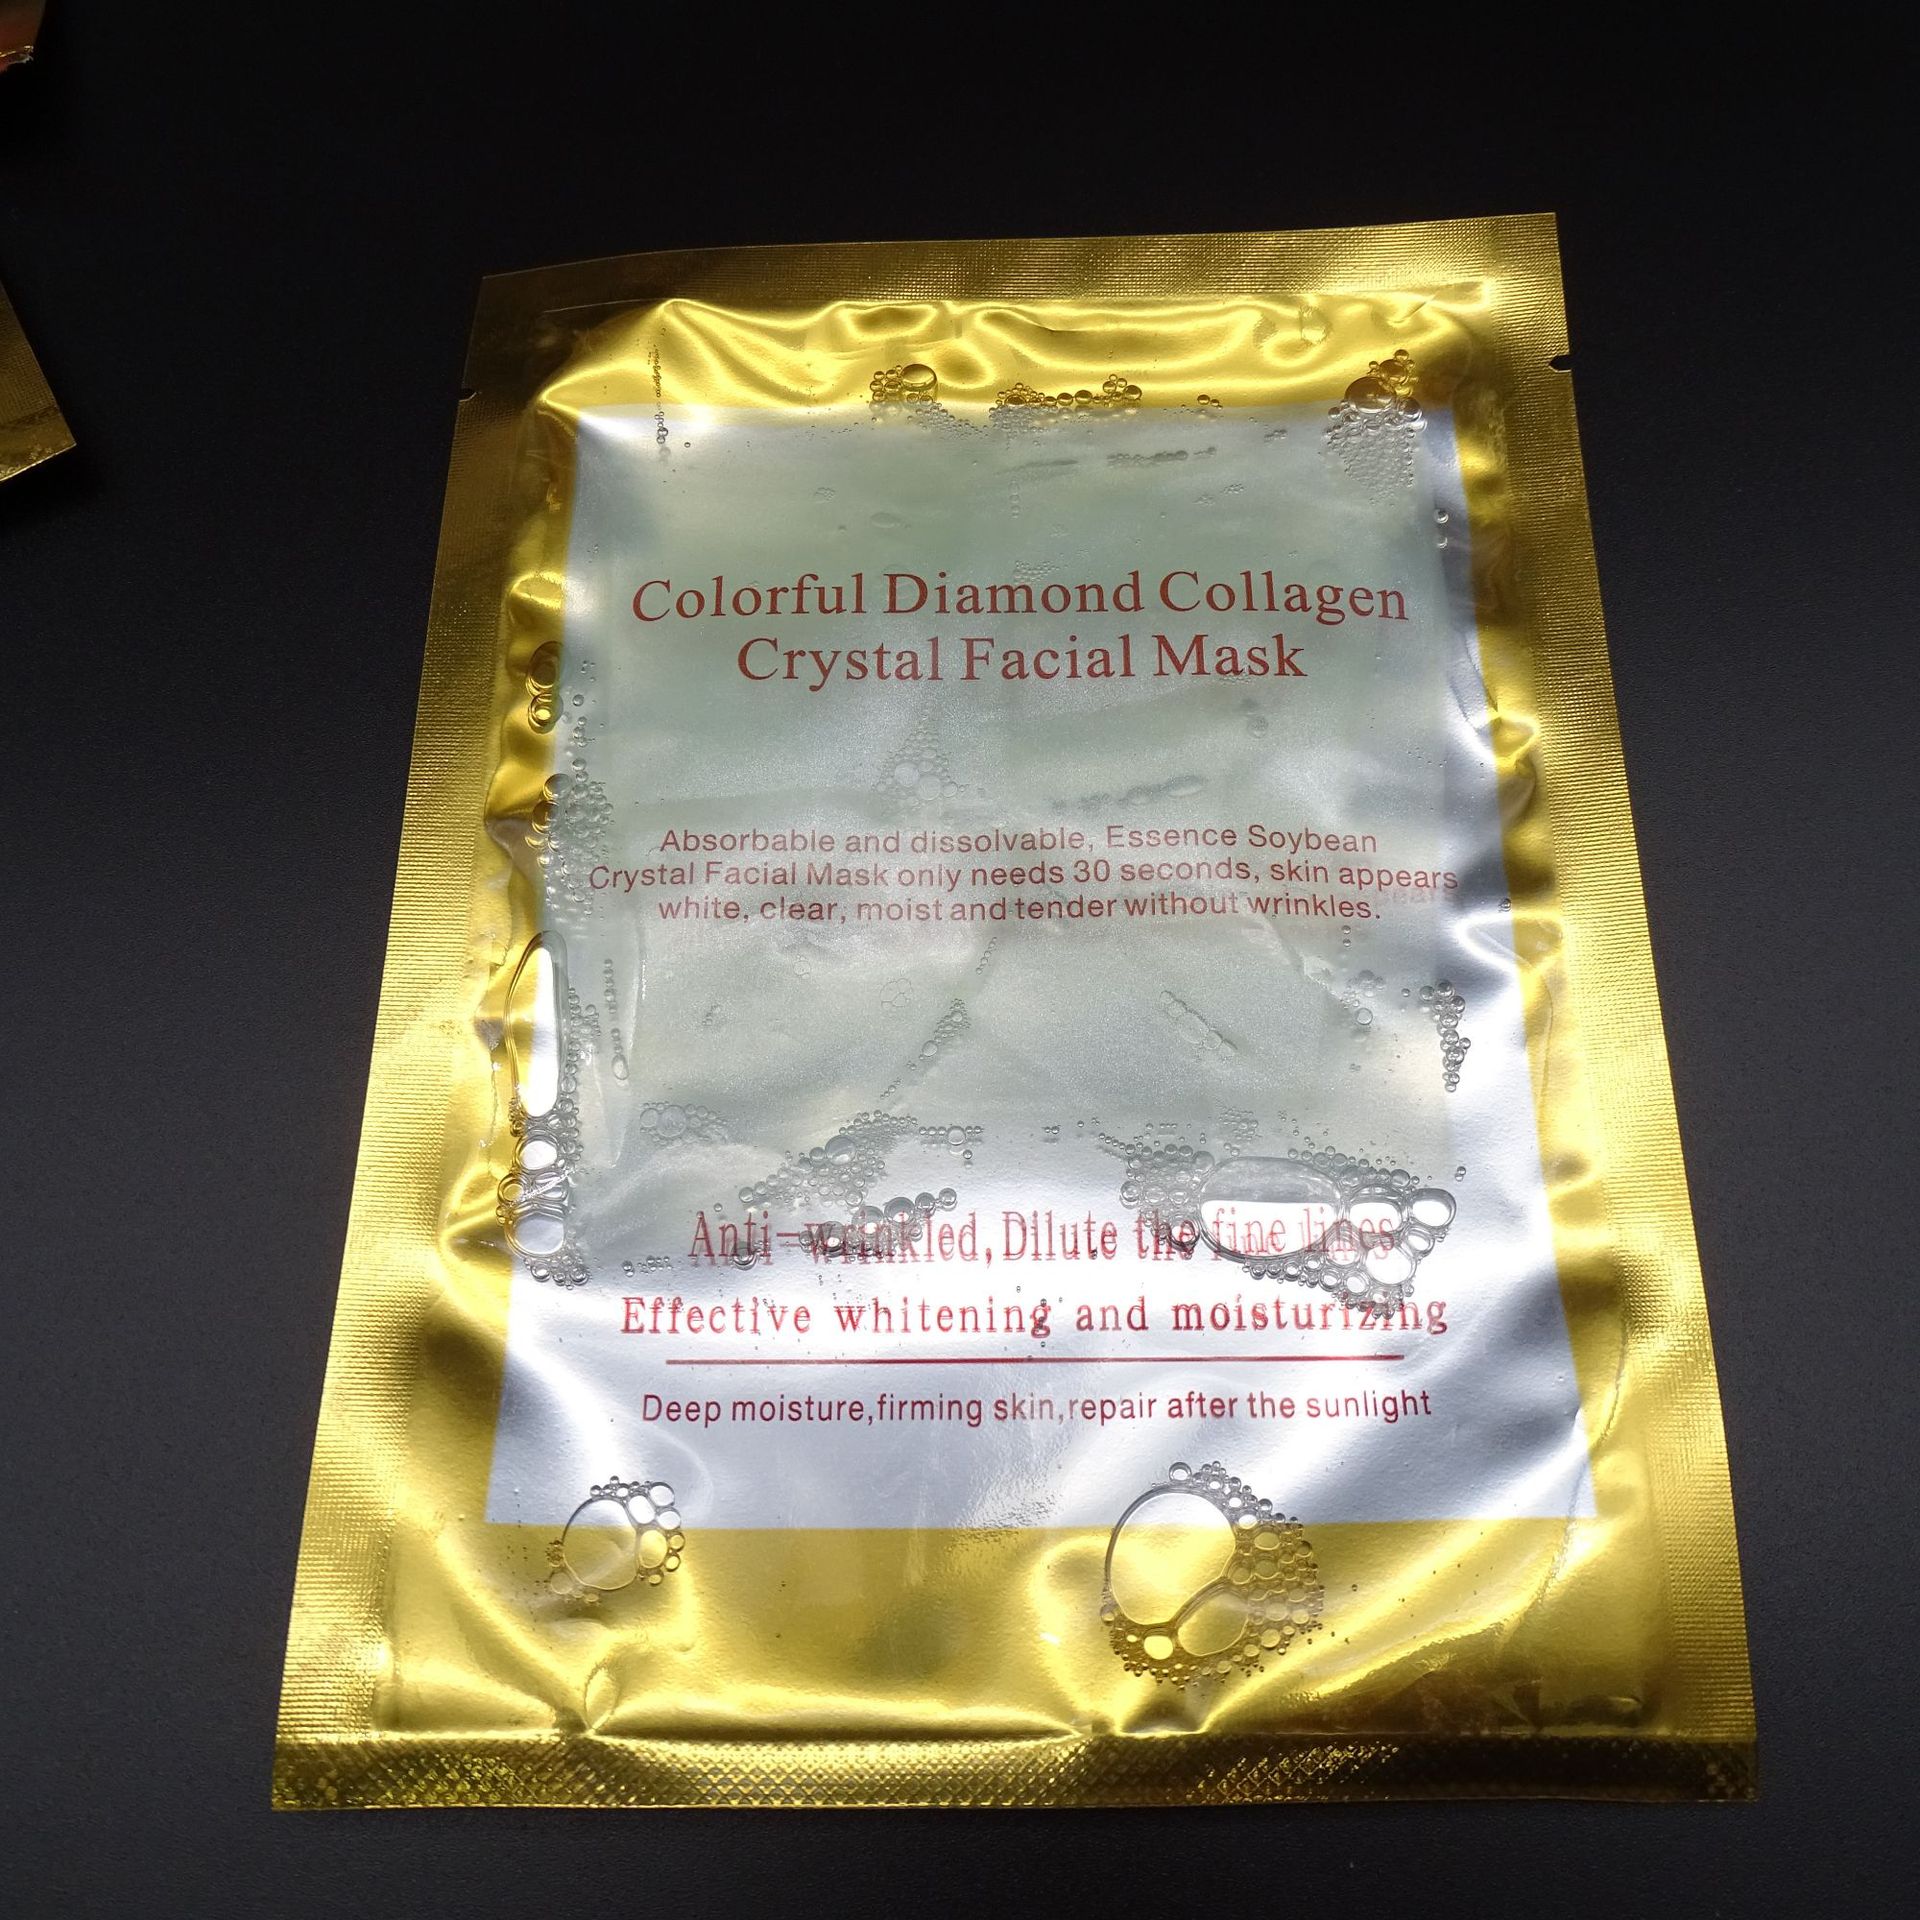 Colorful Diamond Collagen
Crystal Facial Mask
Absorbable and dissolvable, Essence Soybean
Crystal Facial Mask only needs 30 seconds, skin appears
white, clear, moist and tender without wrinkles.
Anti-wrinkled, Dilute the fine lines
Effective whitening and moisturizing
Deep moisture,firming skin,repair after the sunlight